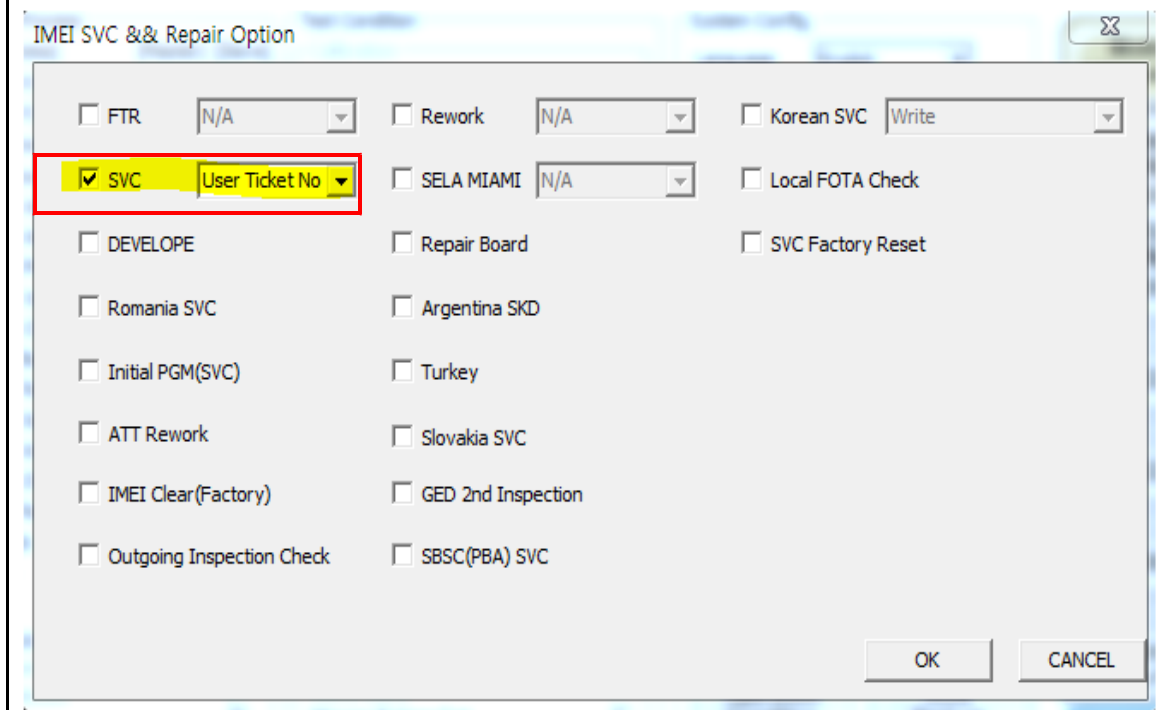 IMEI SVC && Repair Option
FTR N/A Rework N/A Korean SVC Write
SVC User Ticket No SELA MIAMI N/A Local FOTA Check
DEVELOPE Repair Board SVC Factory Reset
Romania SVC Argentina SKD
Initial PGM(SVC) Turkey
ATT Rework Slovakia SVC
IMEI Clear(Factory) GED 2nd Inspection
Outgoing Inspection Check SBSC(PBA) SVC
OK CANCEL